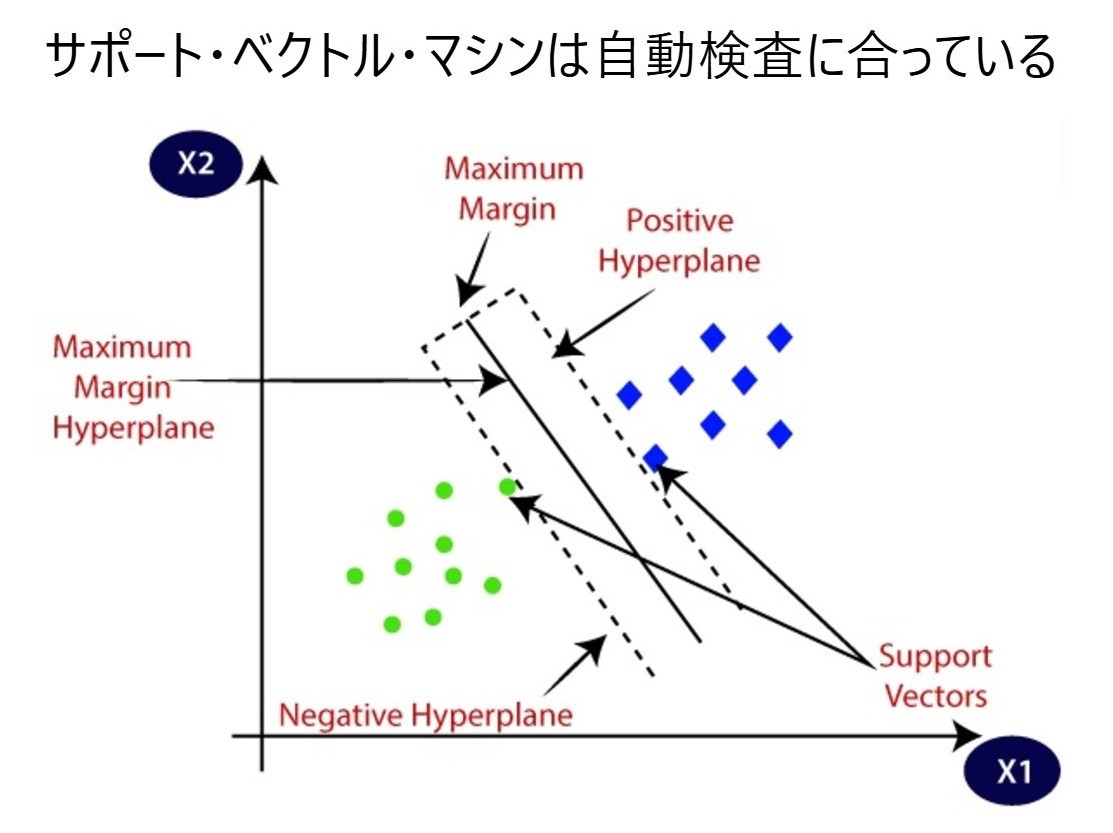 サポート・ベクトル・マシンは自動検査に合っている
X2
Maximum
Margin
Positive
Hyperplane
Maximum
Margin
Hyperplane
Support
Vectors
Negative Hyperplane
X1